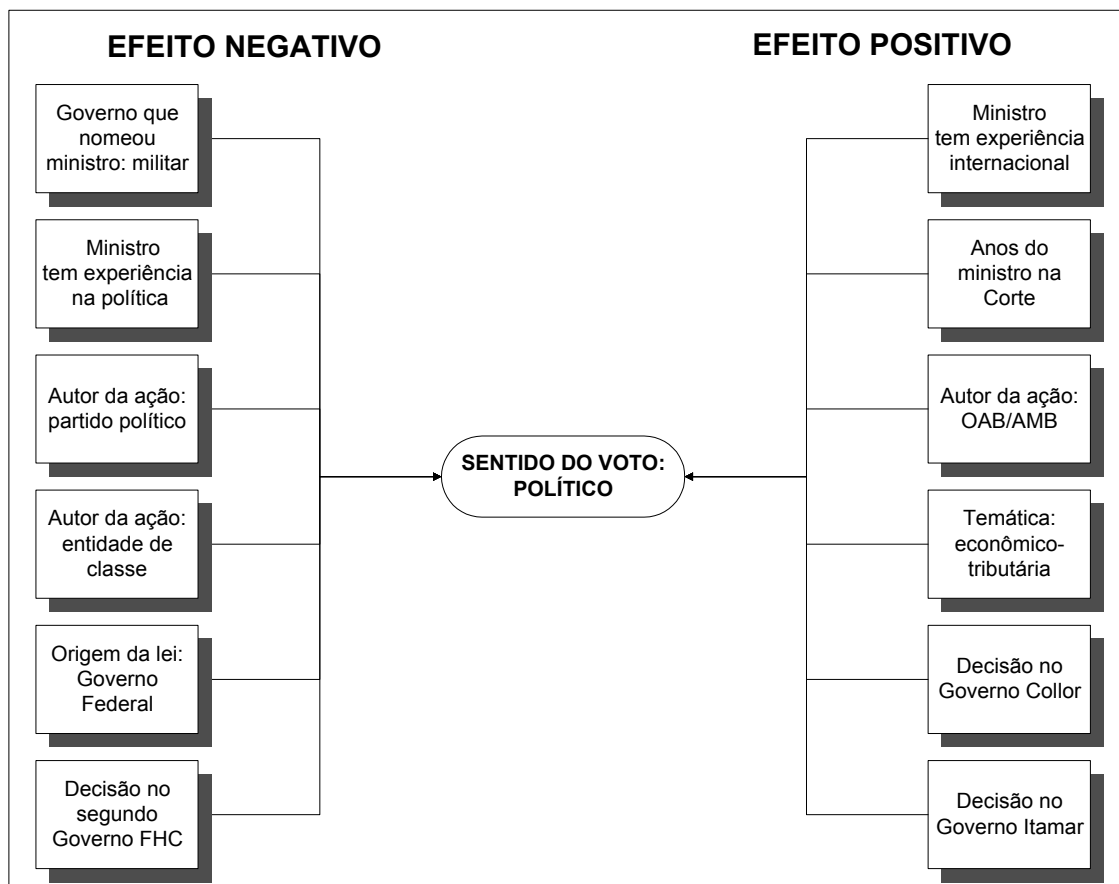 EFEITO NEGATIVO
Governo que
nomeou
ministro: militar
Ministro
tem experiência
na política
Autor da ação:
partido político
Autor da ação:
entidade de
classe
Origem da lei:
Governo
Federal
Decisão no
segundo
Governo FHC
SENTIDO DO VOTO:
POLÍTICO
EFEITO POSITIVO
Ministro
tem experiência
internacional
Anos do
ministro na
Corte
Autor da ação:
OAB/AMB
Temática:
econômico-
tributária
Decisão no
Governo Collor
Decisão no
Governo Itamar